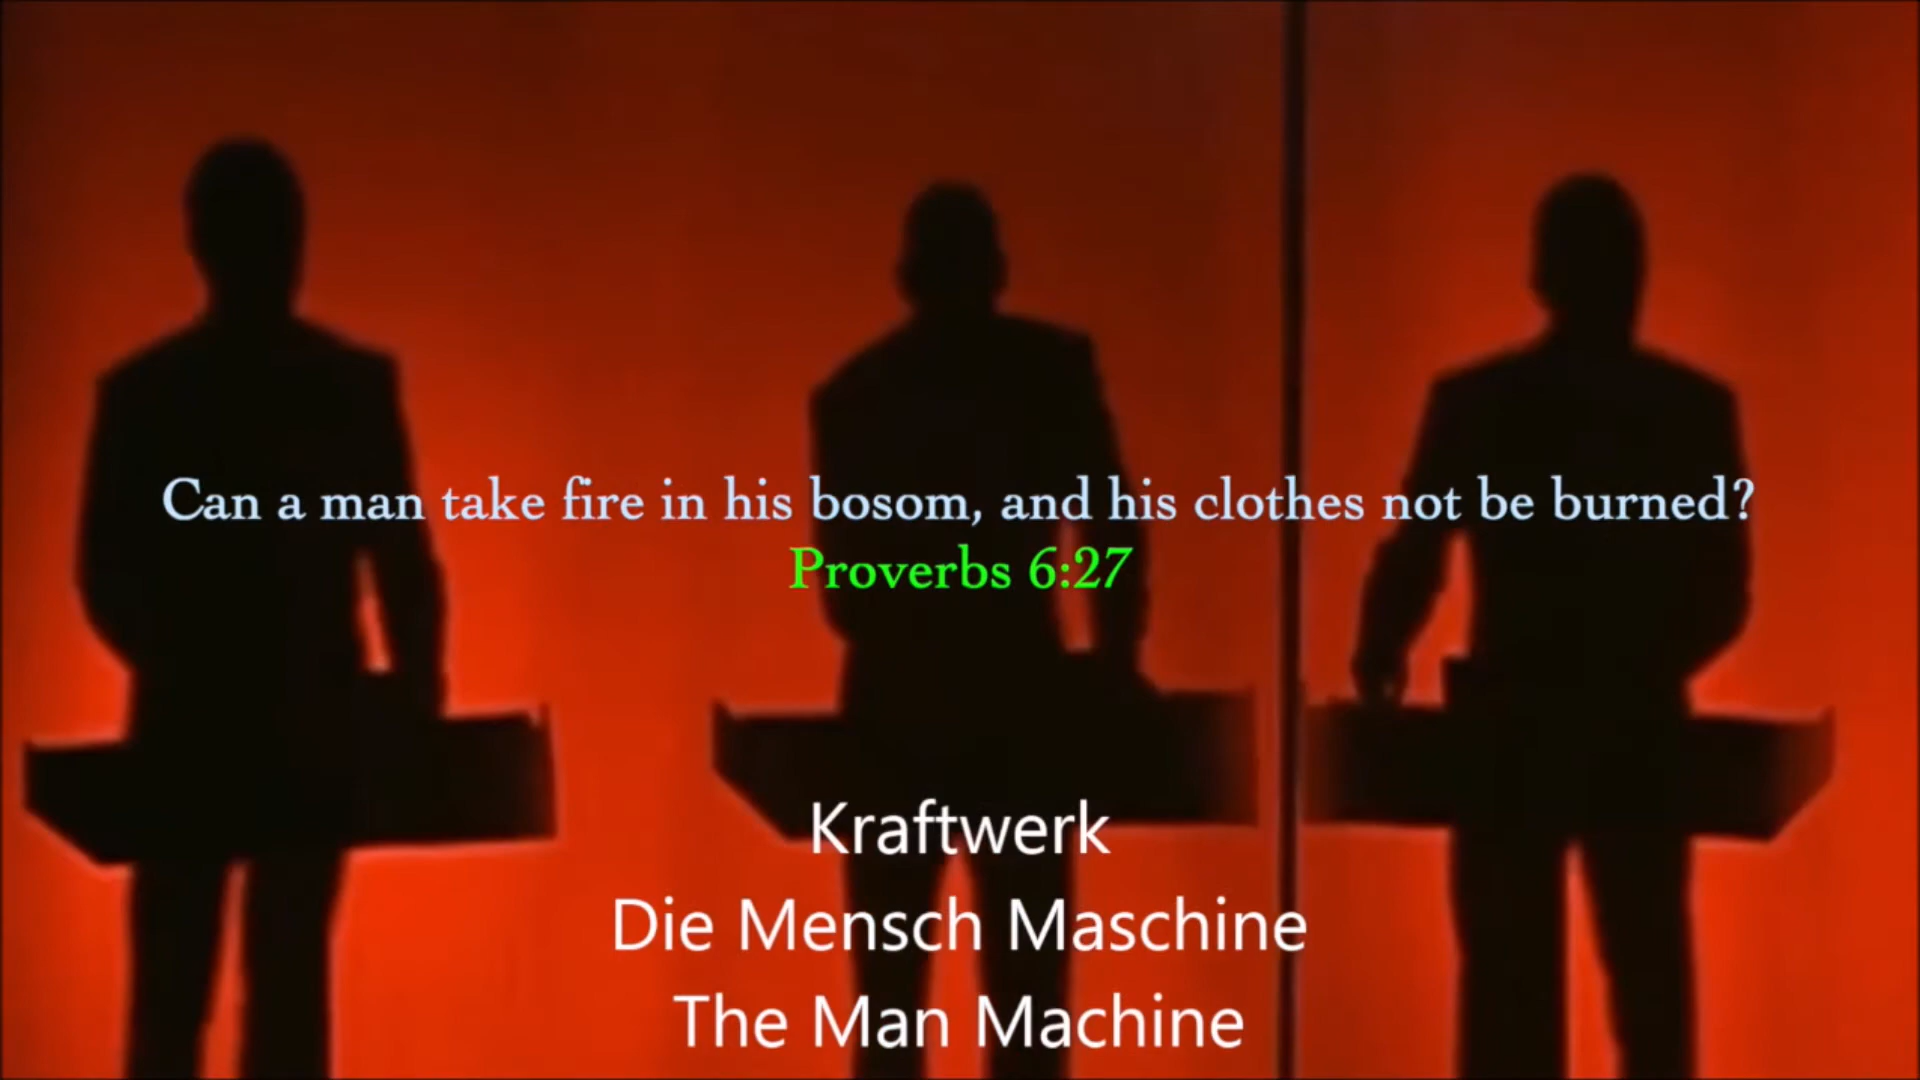 Can a man take fire in his bosom, and his clothes not be burned?
Proverbs 6:27
Kraftwerk
Die Mensch Maschine
The Man Machine